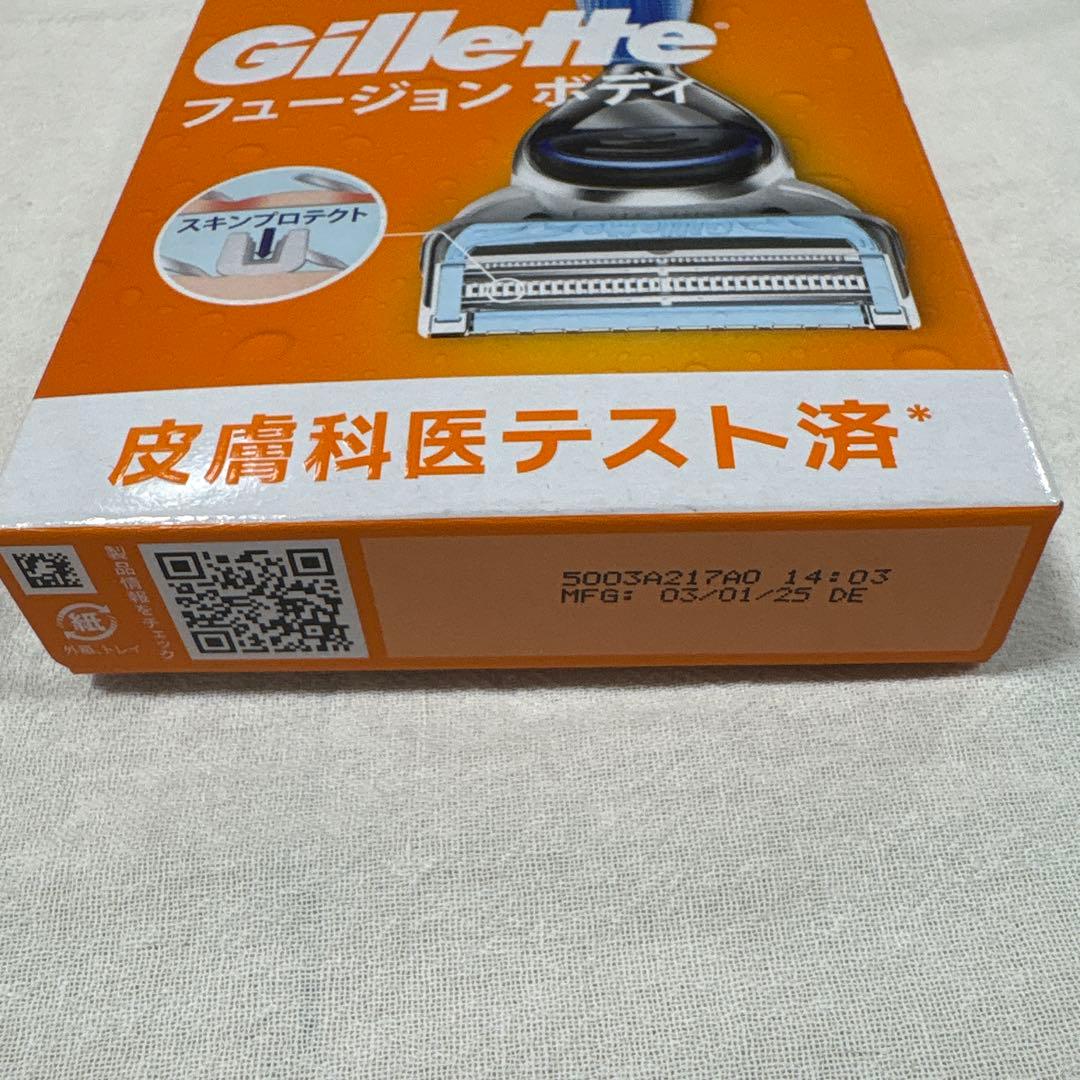 Gillette
フュージョン ボディ
スキンプロテクト
皮膚科医テスト済*
製品情報をチェック
紙
外箱、トレイ
5003A217A0 14:03
MFG: 03/01/25 DE